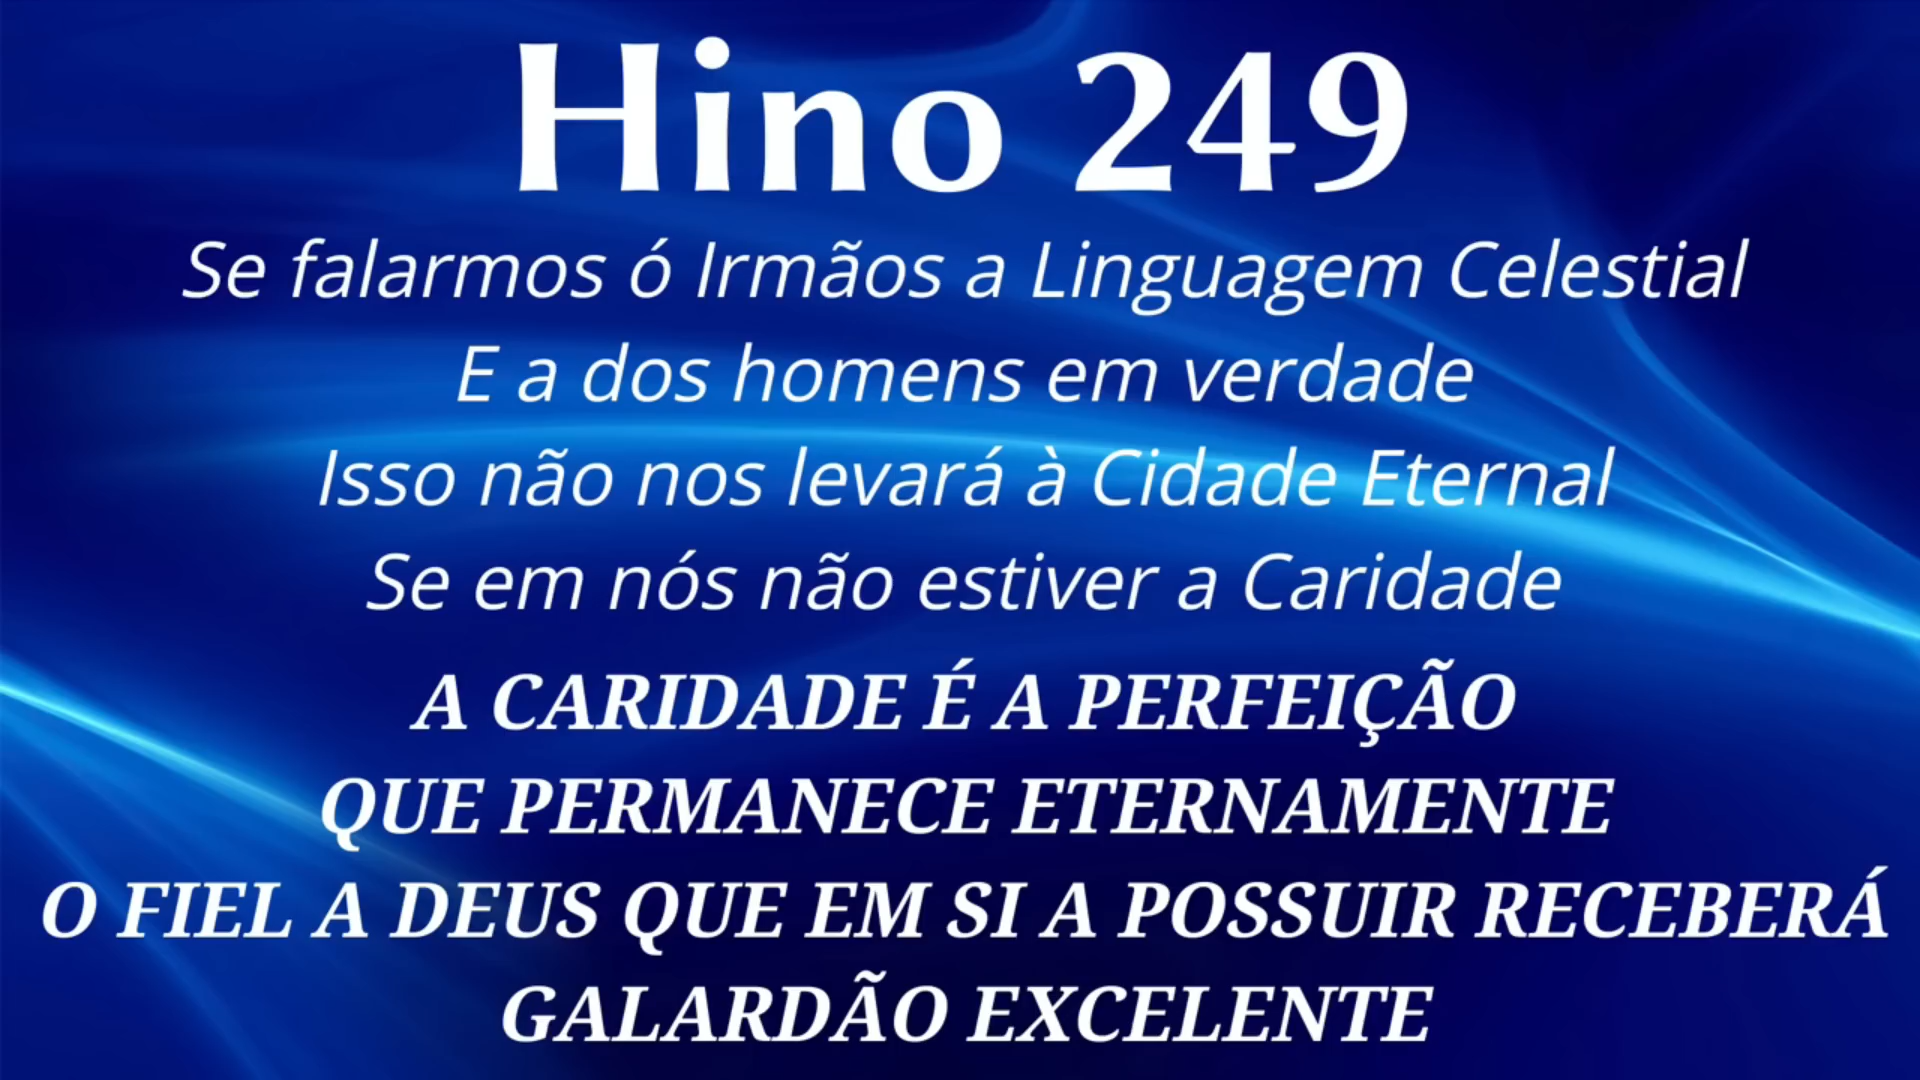 Hino 249
Se falarmos ó Irmãos a Linguagem Celestial
E a dos homens em verdade
Isso não nos levará à Cidade Eternal
Se em nós não estiver a Caridade
A CARIDADE É A PERFEIÇÃO
QUE PERMANECE ETERNAMENTE
O FIEL A DEUS QUE EM SI A POSSUIR RECEBERÁ
GALARDÃO EXCELENTE